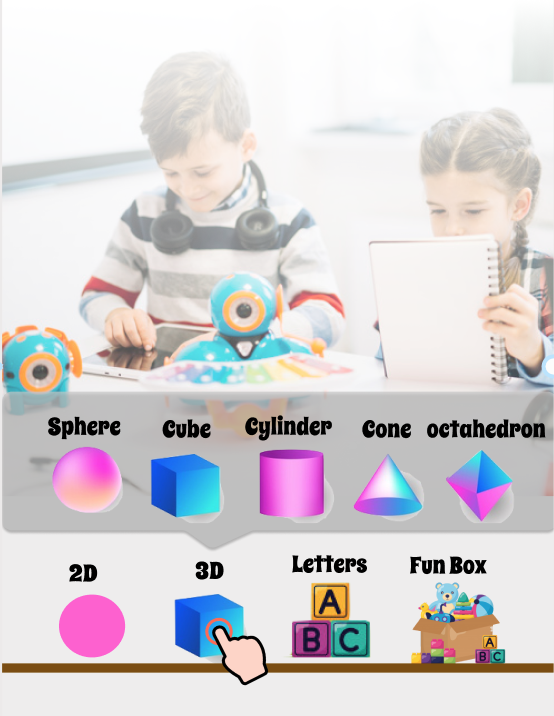 Sphere
Cube
Cylinder
Cone
octahedron
2D
3D
Letters
Fun Box
A
B C
A
B C